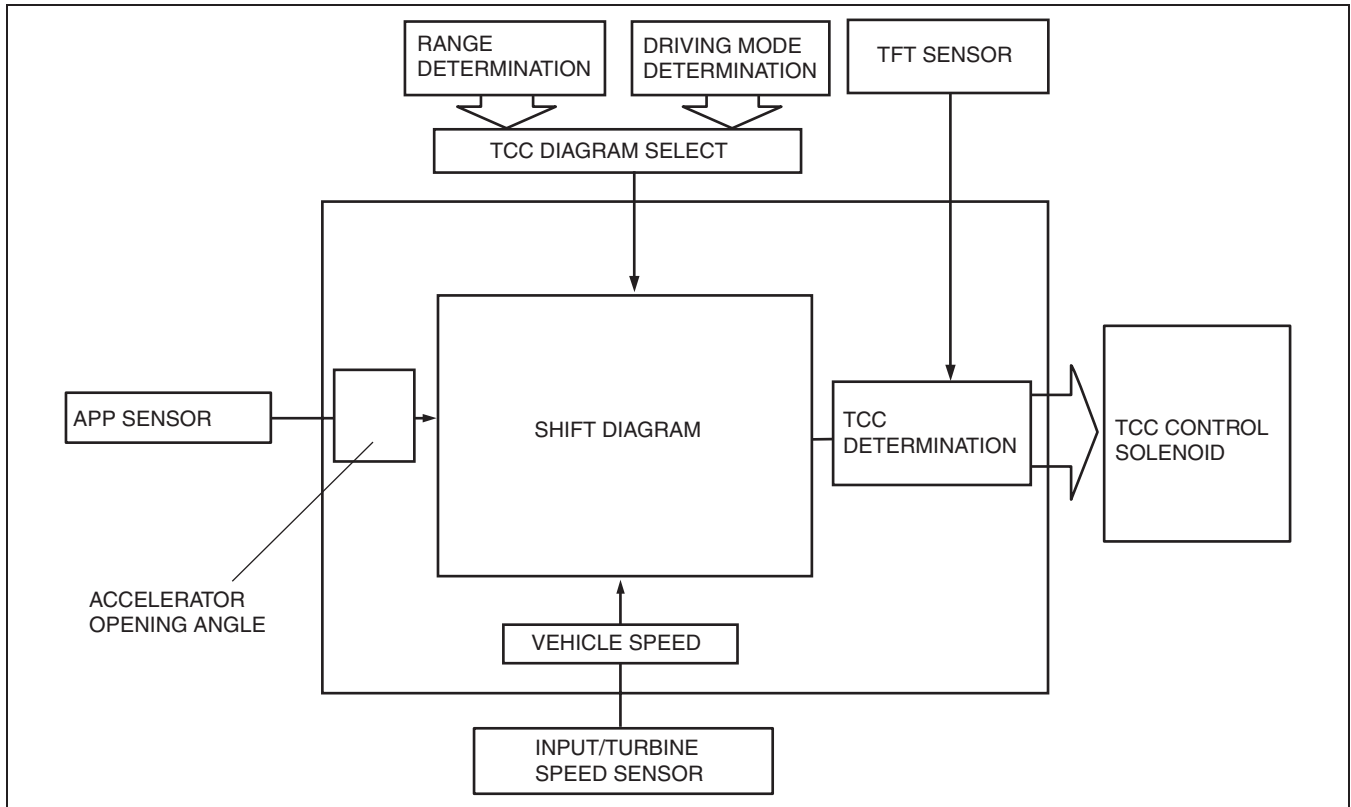 RANGE
DETERMINATION
DRIVING MODE
DETERMINATION
TFT SENSOR
TCC DIAGRAM SELECT
APP SENSOR
SHIFT DIAGRAM
TCC
DETERMINATION
TCC CONTROL
SOLENOID
ACCELERATOR
OPENING ANGLE
VEHICLE SPEED
INPUT/TURBINE
SPEED SENSOR